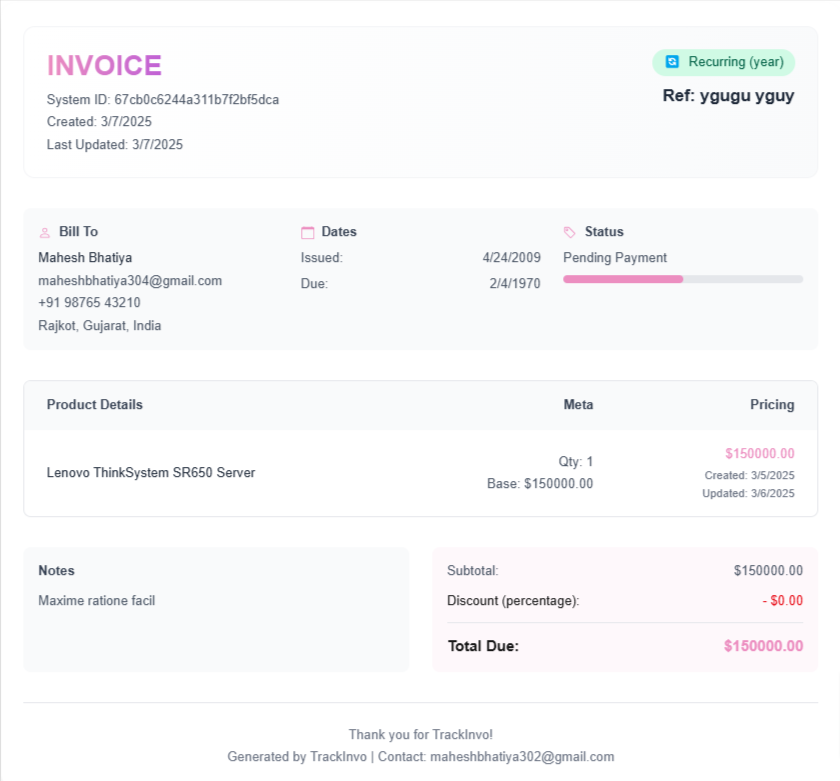 INVOICE
System ID: 67cb0c6244a311b7f2bf5dca
Created: 3/7/2025
Last Updated: 3/7/2025
Recurring (year)
Ref: ygugu yguy
Bill To
Mahesh Bhatiya
maheshbhatiya304@gmail.com
+91 98765 43210
Rajkot, Gujarat, India
Dates
Issued: 4/24/2009
Due: 2/4/1970
Status
Pending Payment
Product Details Meta Pricing
Lenovo ThinkSystem SR650 Server
Qty: 1
Base: $150000.00
$150000.00
Created: 3/5/2025
Updated: 3/6/2025
Notes
Maxime ratione facil
Subtotal: $150000.00
Discount (percentage): - $0.00
Total Due: $150000.00
Thank you for TrackInvo!
Generated by TrackInvo | Contact: maheshbhatiya302@gmail.com